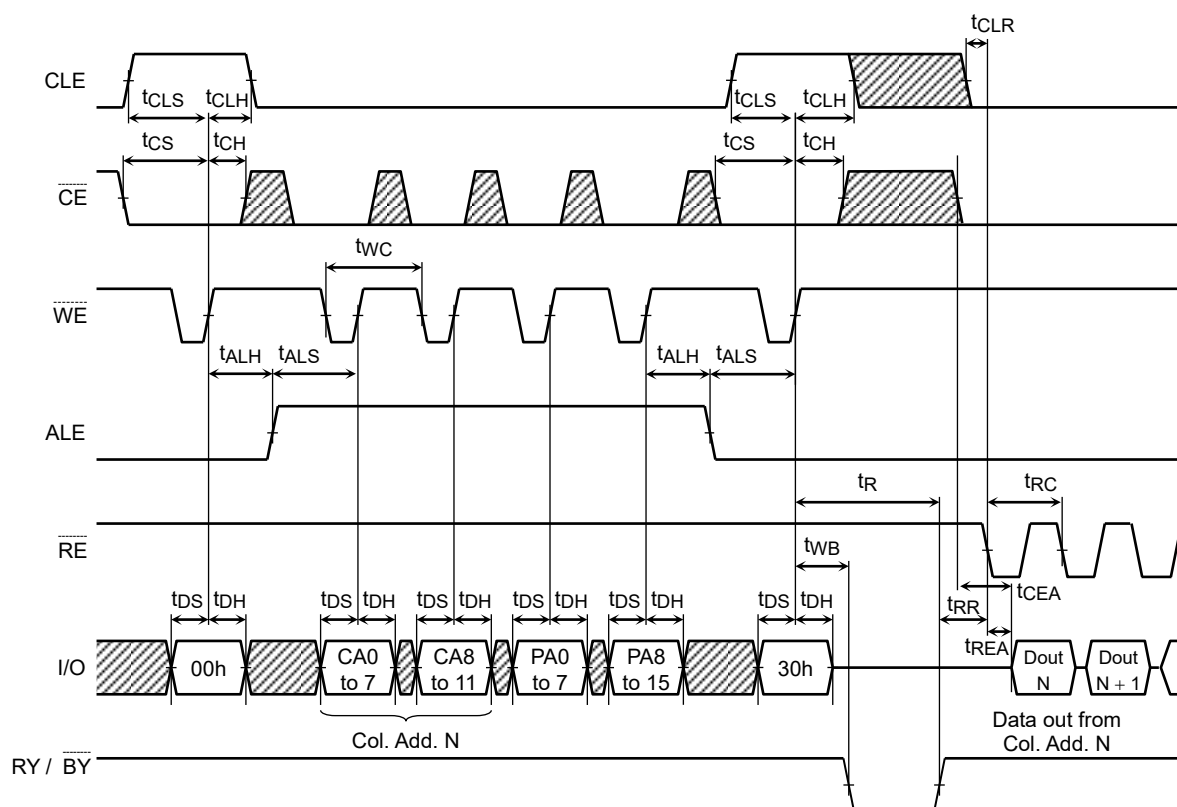 tCLR
CLE
tCLS tCLH tCLS tCLH
tCS tCH tCS tCH
CE
tWC
WE
tALH tALS tALH tALS
ALE
tR tRC
RE
tWB
tCEA
tDS tDH tDS tDH tDS tDH tDS tDH tDS tDH tDS tDH tRR
tREA
I/O 00h CA0 to 7 CA8 to 11 PA0 to 7 PA8 to 15 30h Dout N Dout N + 1
Col. Add. N
Data out from
Col. Add. N
RY / BY